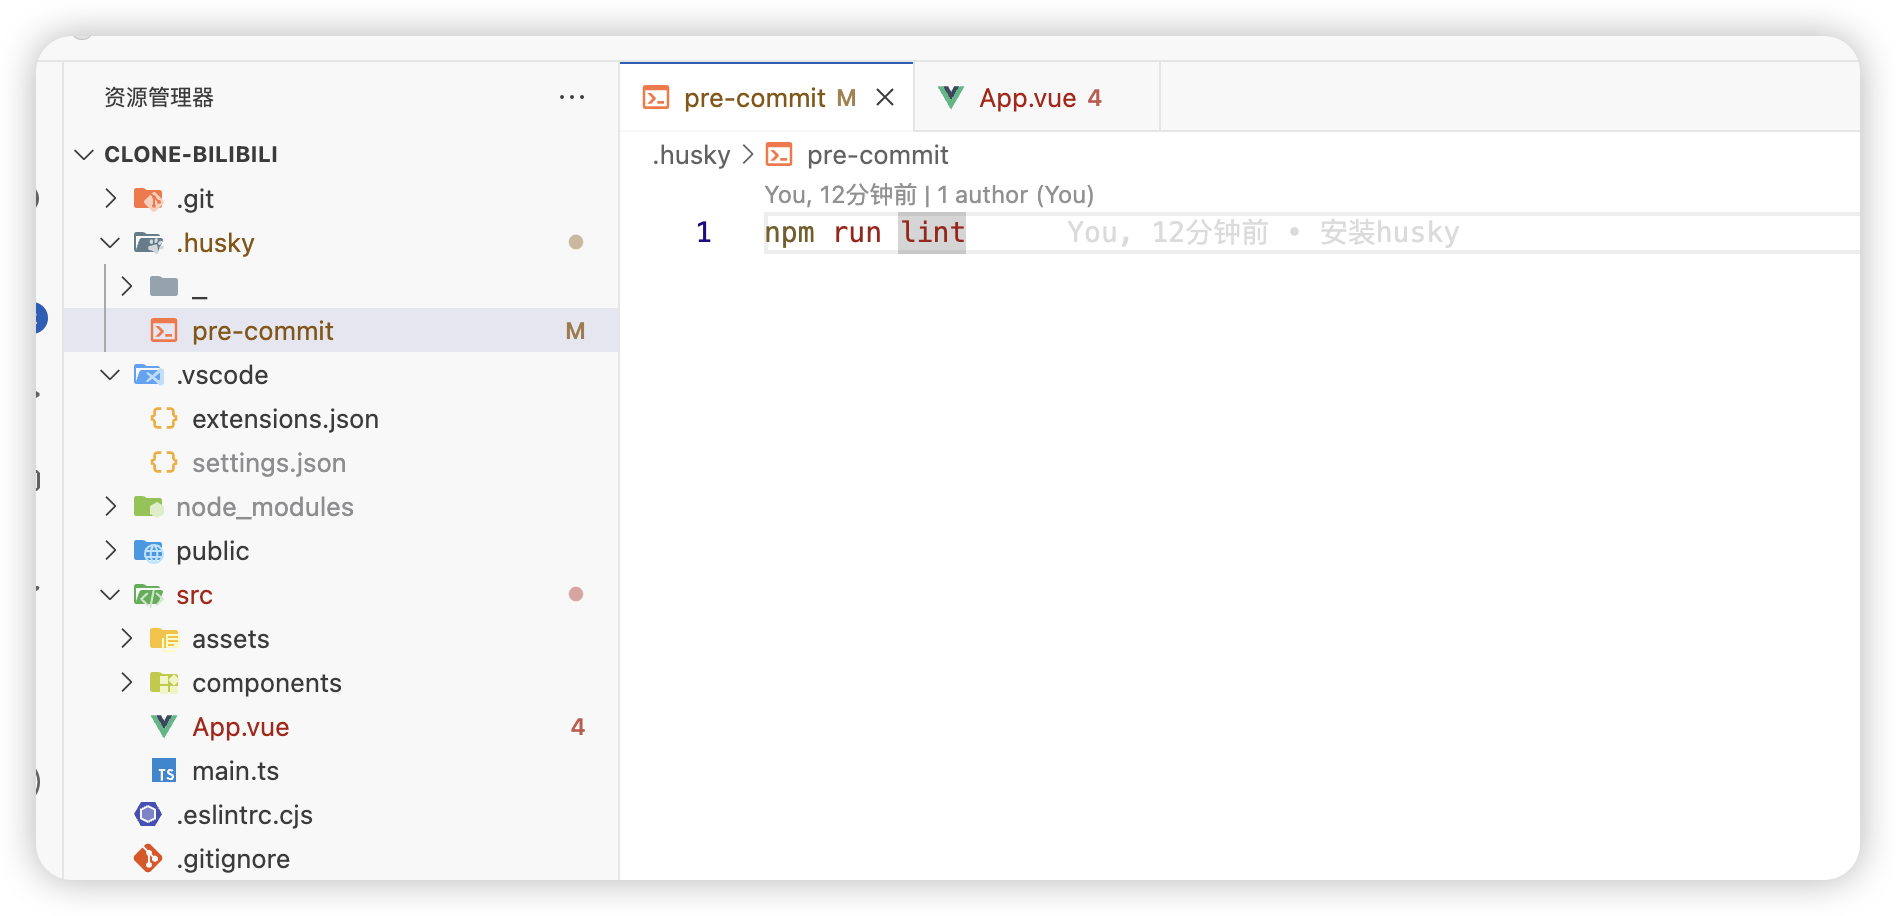 资源管理器 ···
CLONE-BILIBILI
.git
.husky
_
pre-commit M
.vscode
extensions.json
settings.json
node_modules
public
src
assets
components
App.vue 4
main.ts
.eslintrc.cjs
.gitignore
pre-commit M
App.vue 4
.husky > pre-commit
You, 12分钟前 | 1 author (You)
1 npm run lint You, 12分钟前 • 安装husky